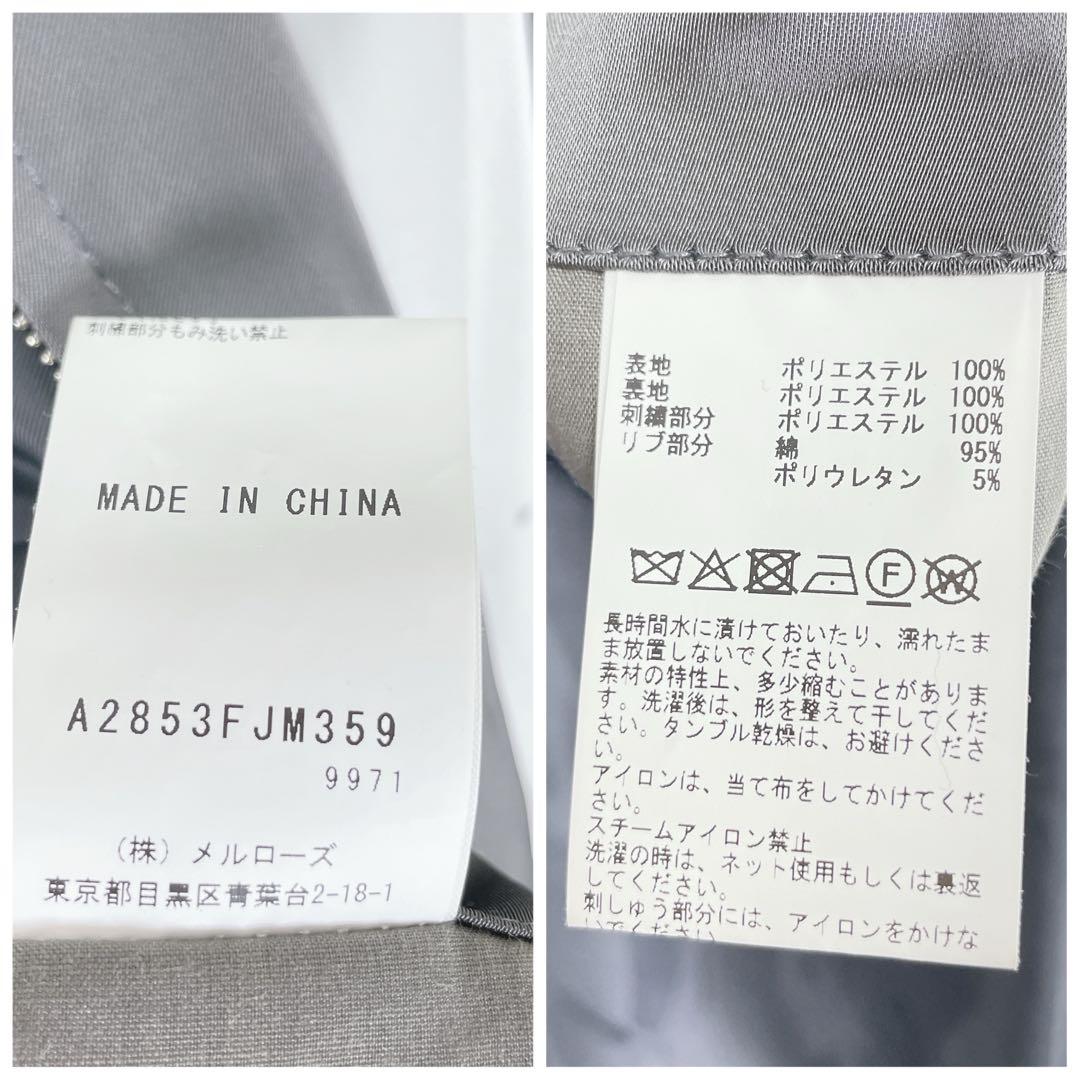 刺繍部分もみ洗い禁止
MADE IN CHINA
A2853FJM359
9971
(株)メルローズ
東京都目黒区青葉台2-18-1
表地 ポリエステル 100%
裏地 ポリエステル 100%
刺繍部分 ポリエステル 100%
リブ部分 綿 95%
ポリウレタン 5%
F W
長時間水に漬けておいたり、濡れたま
ま放置しないでください。
素材の特性上、多少縮むことがありま
す。洗濯後は、形を整えて干してくだ
さい。タンブル乾燥は、お避けくださ
い。
アイロンは、当て布をしてかけてくだ
さい。
スチームアイロン禁止
洗濯の時は、ネット使用もしくは裏返
してください。
刺しゅう部分には、アイロンをかけな
いでください